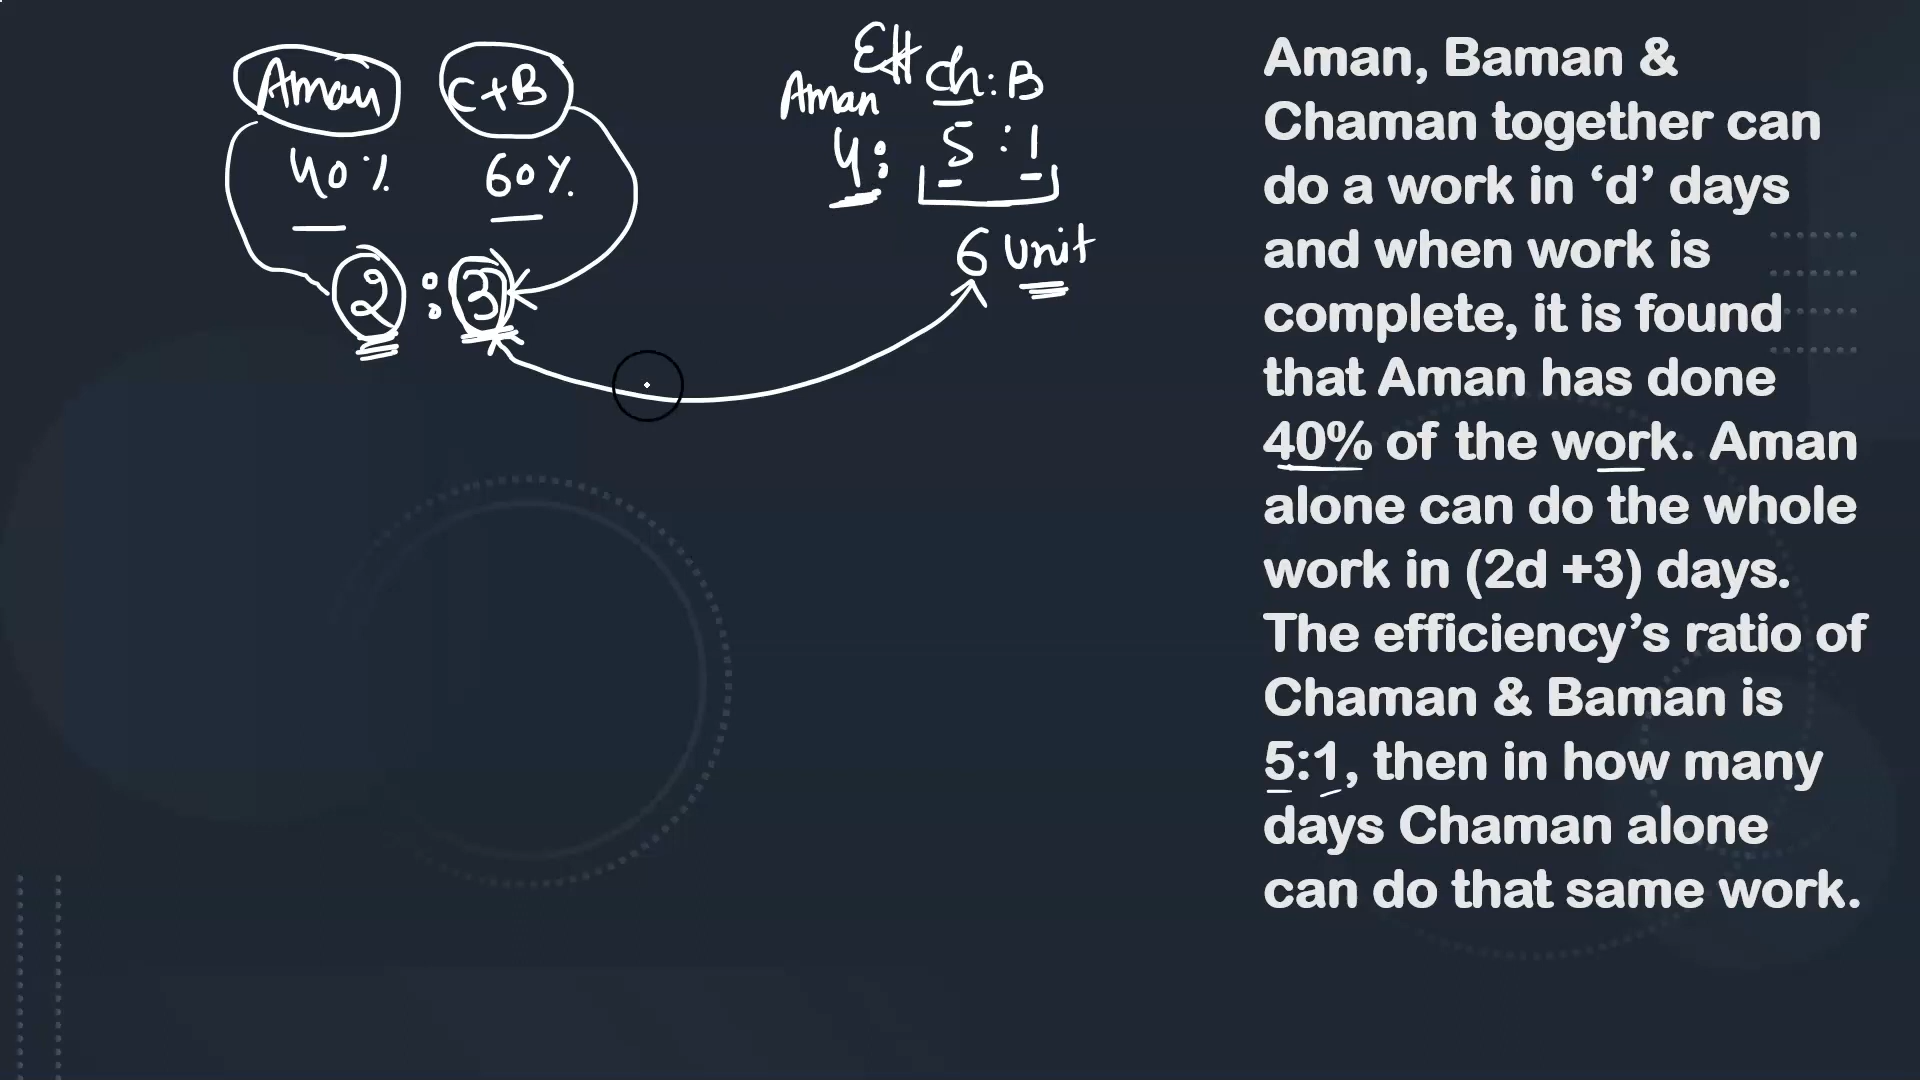 Aman C+B
40% 60%
2 : 3
Eff
Aman Ch : B
4 : 5 : 1
6 Unit
Aman, Baman &
Chaman together can
do a work in ‘d’ days
and when work is
complete, it is found
that Aman has done
40% of the work. Aman
alone can do the whole
work in (2d +3) days.
The efficiency’s ratio of
Chaman & Baman is
5:1, then in how many
days Chaman alone
can do that same work.